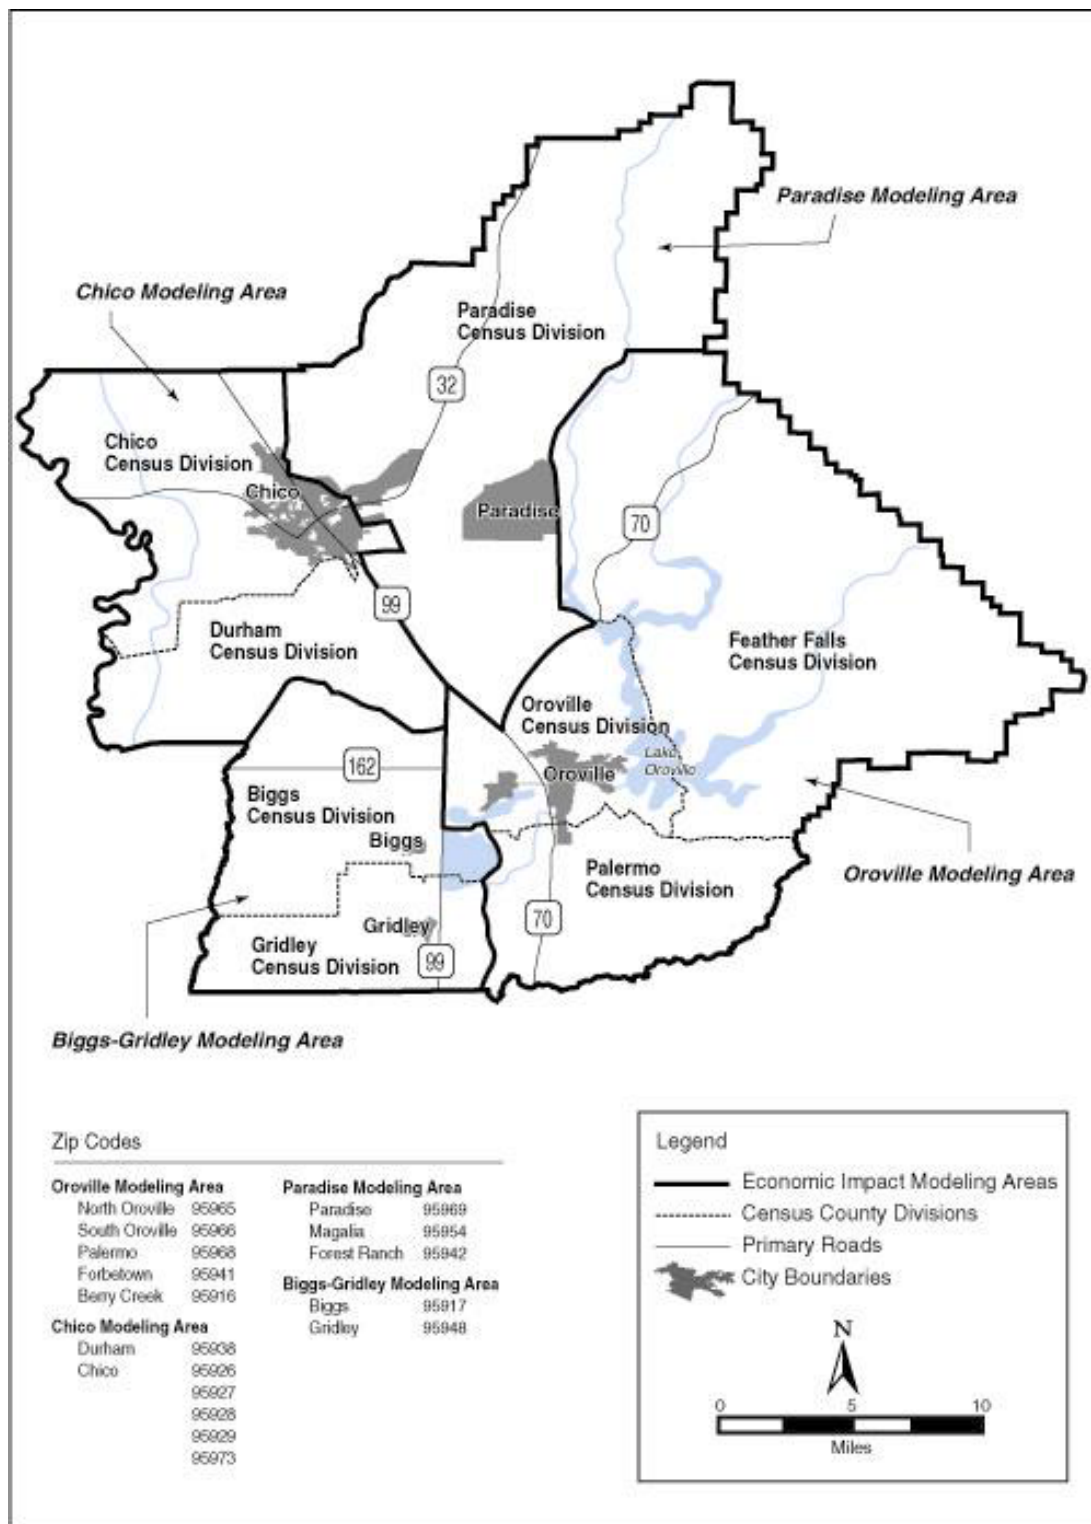 Paradise Modeling Area
Chico Modeling Area
Paradise
Census Division
32
Chico
Census Division
Chico
Paradise
70
99
Durham
Census Division
Feather Falls
Census Division
Oroville
Census Division
Lake
Oroville
Oroville
162
Biggs
Census Division
Biggs
Palermo
Census Division
Oroville Modeling Area
Gridley
70
Gridley
Census Division
99
Biggs-Gridley Modeling Area
Zip Codes
Oroville Modeling Area
North Oroville 95965
South Oroville 95966
Palermo 95968
Forbetown 95941
Berry Creek 95916
Chico Modeling Area
Durham 95938
Chico 95926
95927
95928
95929
95973
Paradise Modeling Area
Paradise 95969
Magalia 95954
Forest Ranch 95942
Biggs-Gridley Modeling Area
Biggs 95917
Gridley 95948
Legend
Economic Impact Modeling Areas
Census County Divisions
Primary Roads
City Boundaries
N
0 5 10
Miles